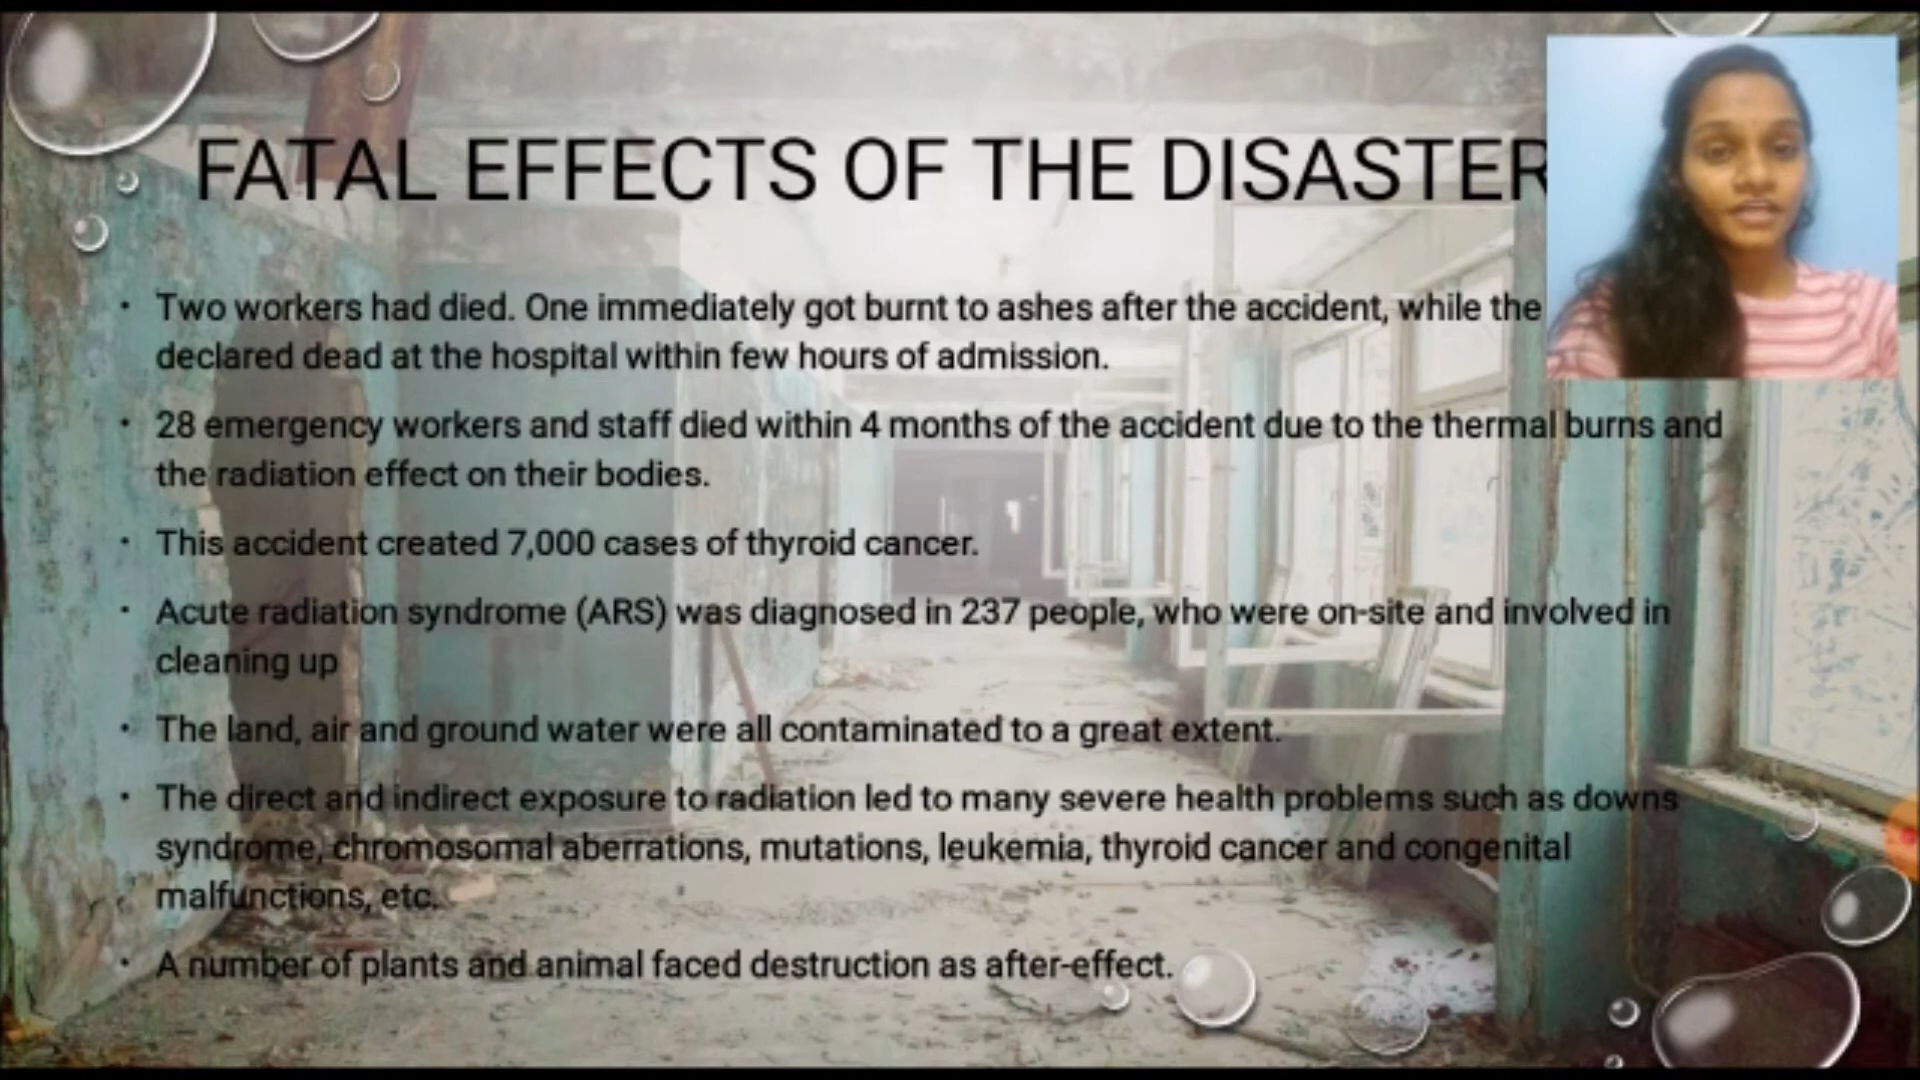 FATAL EFFECTS OF THE DISASTER
• Two workers had died. One immediately got burnt to ashes after the accident, while the
declared dead at the hospital within few hours of admission.
• 28 emergency workers and staff died within 4 months of the accident due to the thermal burns and
the radiation effect on their bodies.
• This accident created 7,000 cases of thyroid cancer.
• Acute radiation syndrome (ARS) was diagnosed in 237 people, who were on-site and involved in
cleaning up
• The land, air and ground water were all contaminated to a great extent.
• The direct and indirect exposure to radiation led to many severe health problems such as downs
syndrome, chromosomal aberrations, mutations, leukemia, thyroid cancer and congenital
malfunctions, etc.
• A number of plants and animal faced destruction as after-effect.